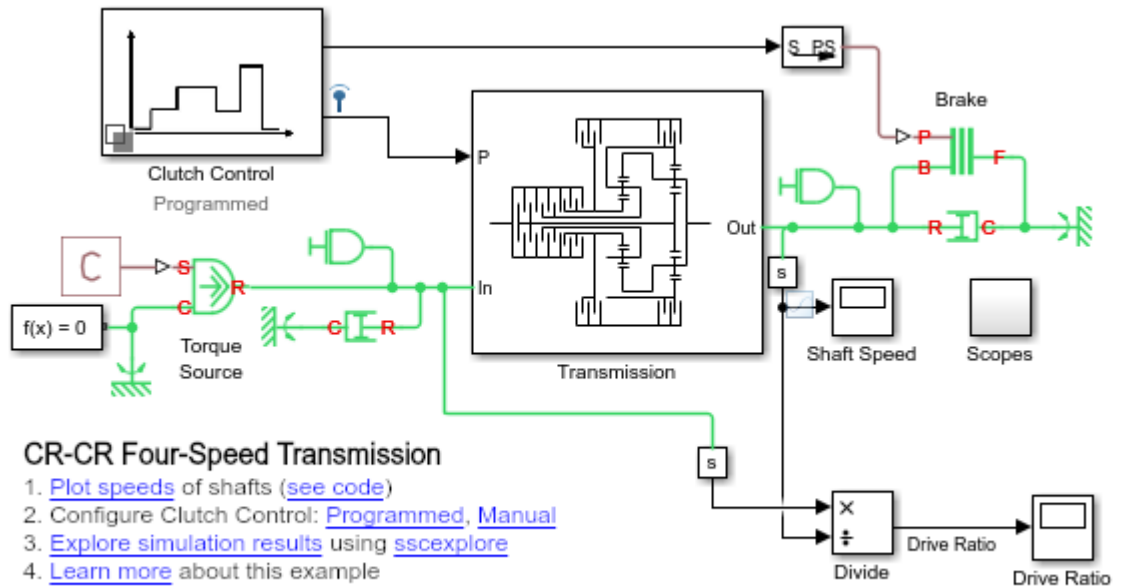 S PS
Brake
P
P
F
B
Clutch Control
Programmed
Out
R
C
C
S
R
In
s
C
f(x) = 0
C
R
Torque
Source
Transmission
Shaft Speed
Scopes
CR-CR Four-Speed Transmission
1. Plot speeds of shafts (see code)
2. Configure Clutch Control: Programmed, Manual
3. Explore simulation results using sscexplore
4. Learn more about this example
s
×
÷
Drive Ratio
Divide
Drive Ratio